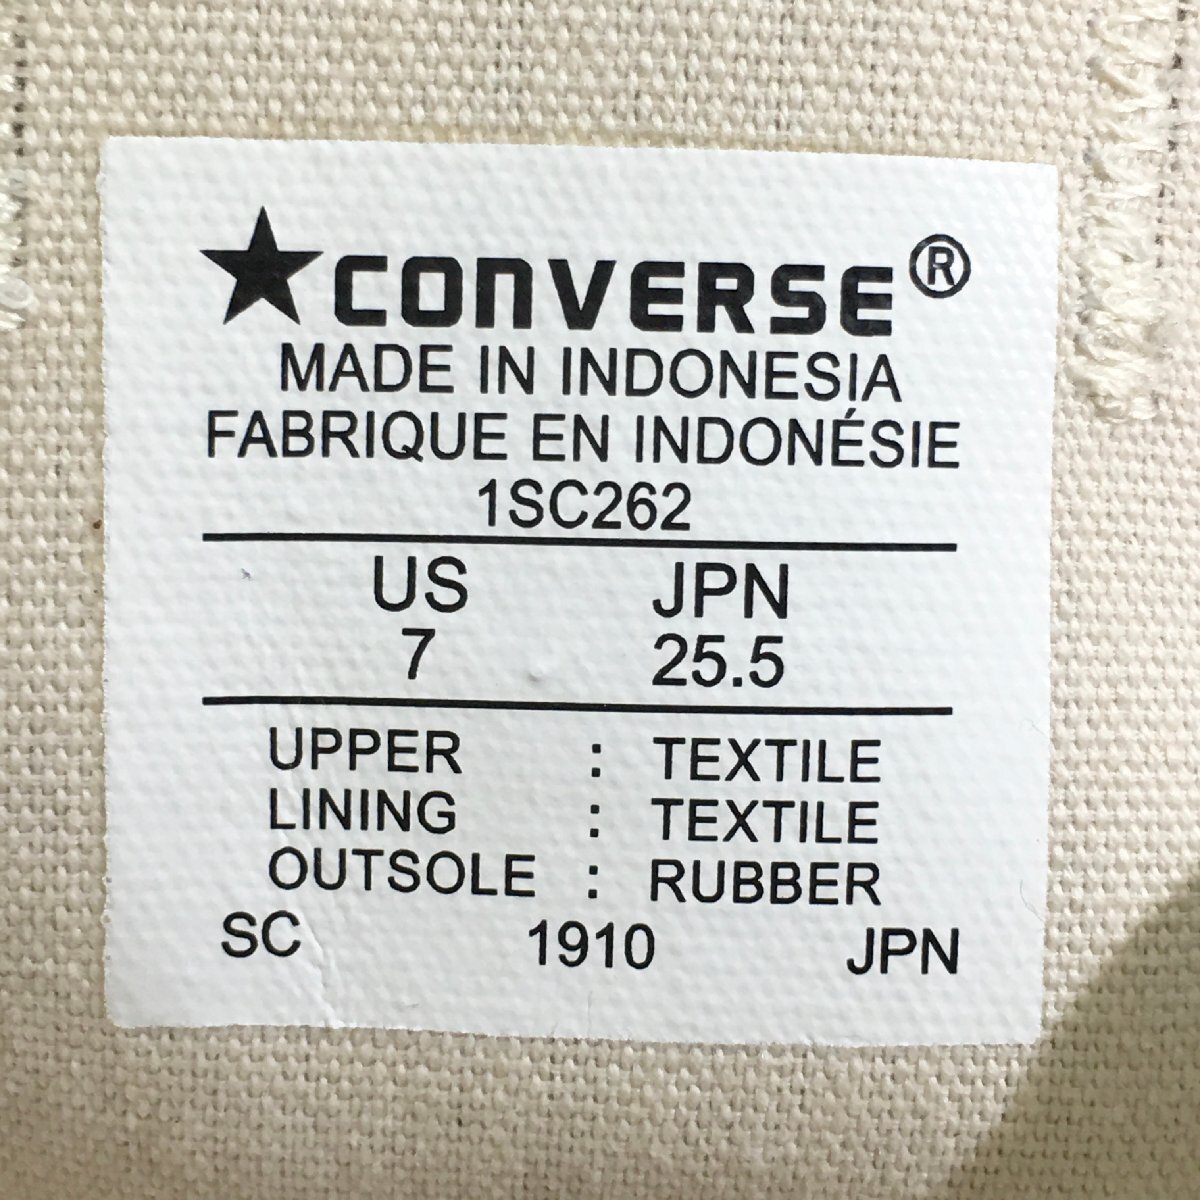 ★CONVERSE®
MADE IN INDONESIA
FABRIQUE EN INDONÉSIE
1SC262
US JPN
7 25.5
UPPER : TEXTILE
LINING : TEXTILE
OUTSOLE : RUBBER
SC 1910 JPN